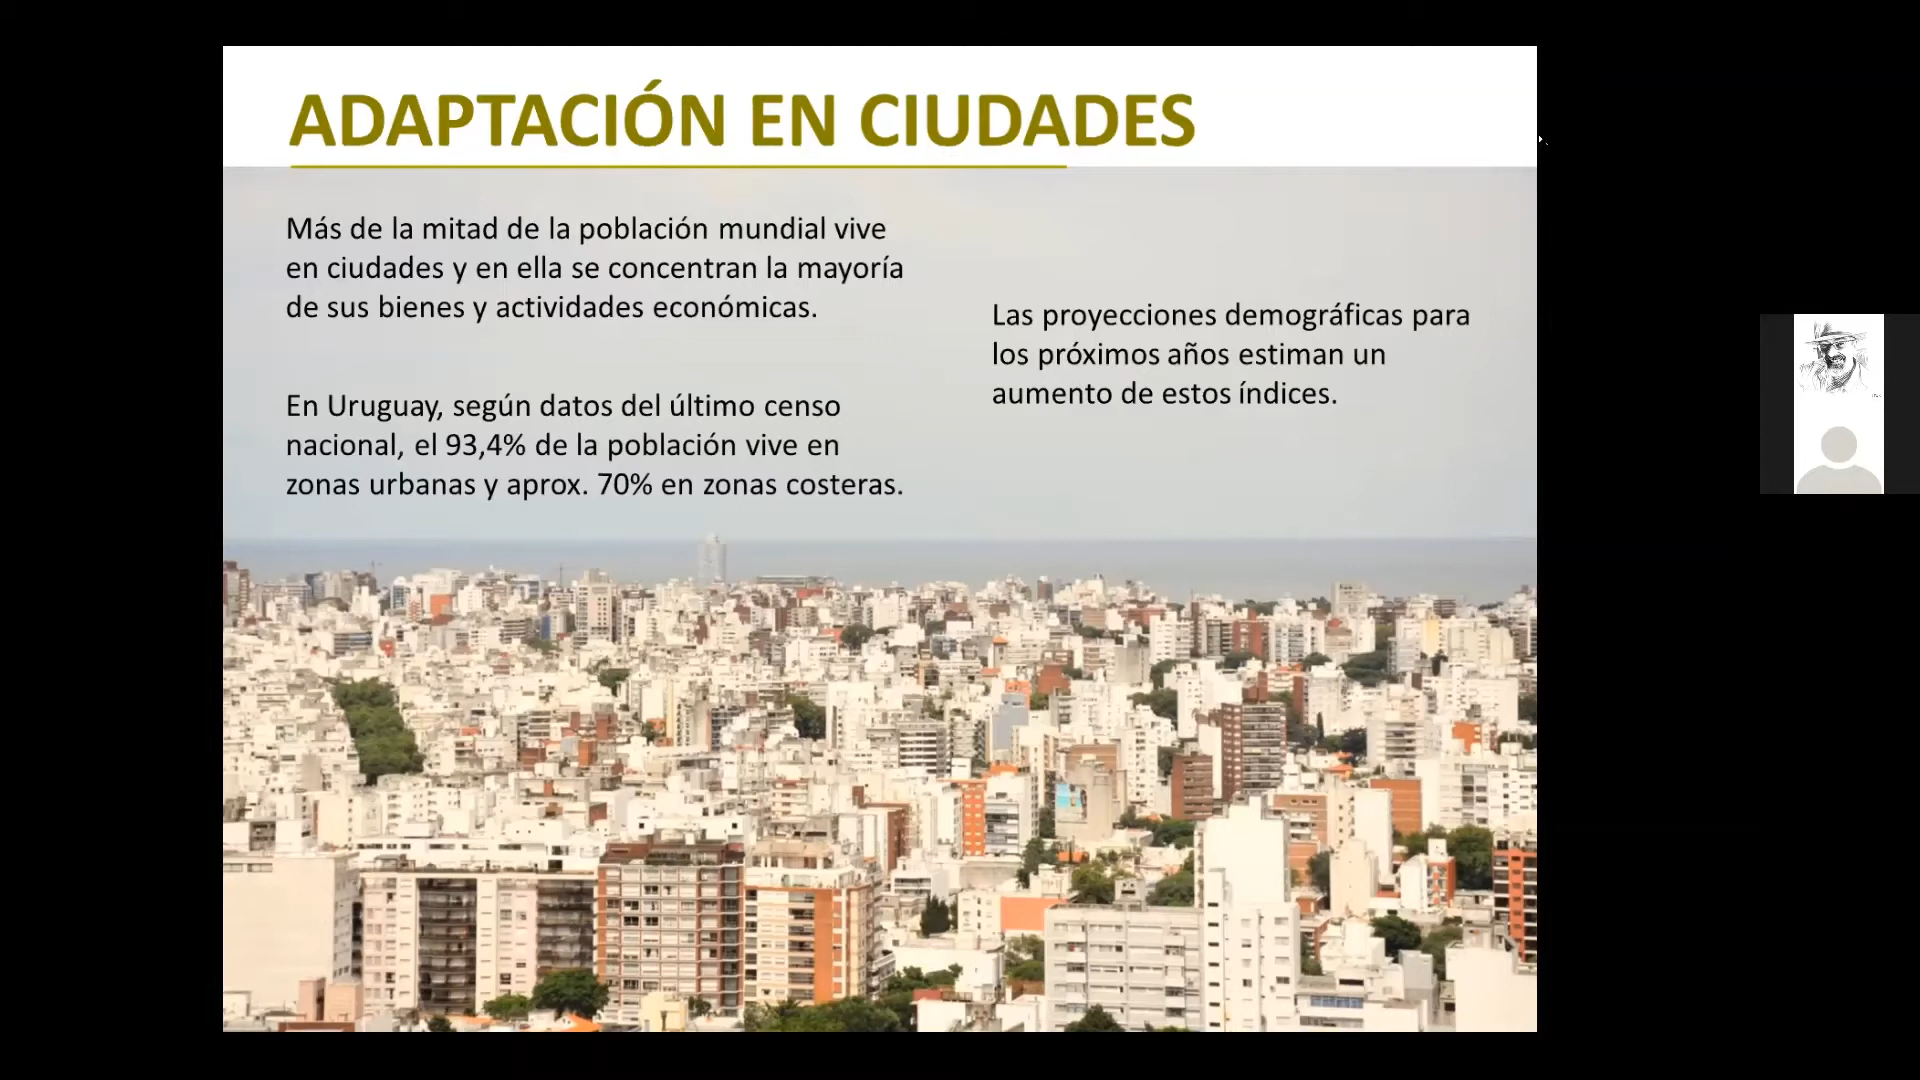 ADAPTACIÓN EN CIUDADES
Más de la mitad de la población mundial vive
en ciudades y en ella se concentran la mayoría
de sus bienes y actividades económicas.
En Uruguay, según datos del último censo
nacional, el 93,4% de la población vive en
zonas urbanas y aprox. 70% en zonas costeras.
Las proyecciones demográficas para
los próximos años estiman un
aumento de estos índices.